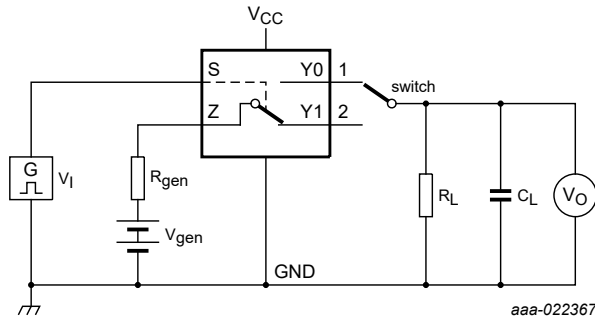 VCC
S
Y0
1
switch
Z
Y1
2
G
VI
Rgen
Vgen
RL
CL
VO
GND
aaa-022367